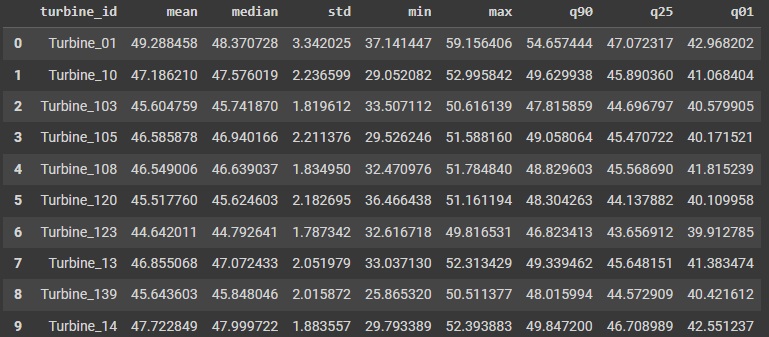 turbine_id mean median std min max q90 q25 q01
0 Turbine_01 49.288458 48.370728 3.342025 37.141447 59.156406 54.657444 47.072317 42.968202
1 Turbine_10 47.186210 47.576019 2.236599 29.052082 52.995842 49.629938 45.890360 41.068404
2 Turbine_103 45.604759 45.741870 1.819612 33.507112 50.616139 47.815859 44.696797 40.579905
3 Turbine_105 46.585878 46.940166 2.211376 29.526246 51.588160 49.058064 45.470722 40.171521
4 Turbine_108 46.549006 46.639037 1.834950 32.470976 51.784840 48.829603 45.568690 41.815239
5 Turbine_120 45.517760 45.624603 2.182695 36.466438 51.161194 48.304263 44.137882 40.109958
6 Turbine_123 44.642011 44.792641 1.787342 32.616718 49.816531 46.823413 43.656912 39.912785
7 Turbine_13 46.855068 47.072433 2.051979 33.037130 52.313429 49.339462 45.648151 41.383474
8 Turbine_139 45.643603 45.848046 2.015872 25.865320 50.511377 48.015994 44.572909 40.421612
9 Turbine_14 47.722849 47.999722 1.883557 29.793389 52.393883 49.847200 46.708989 42.551237